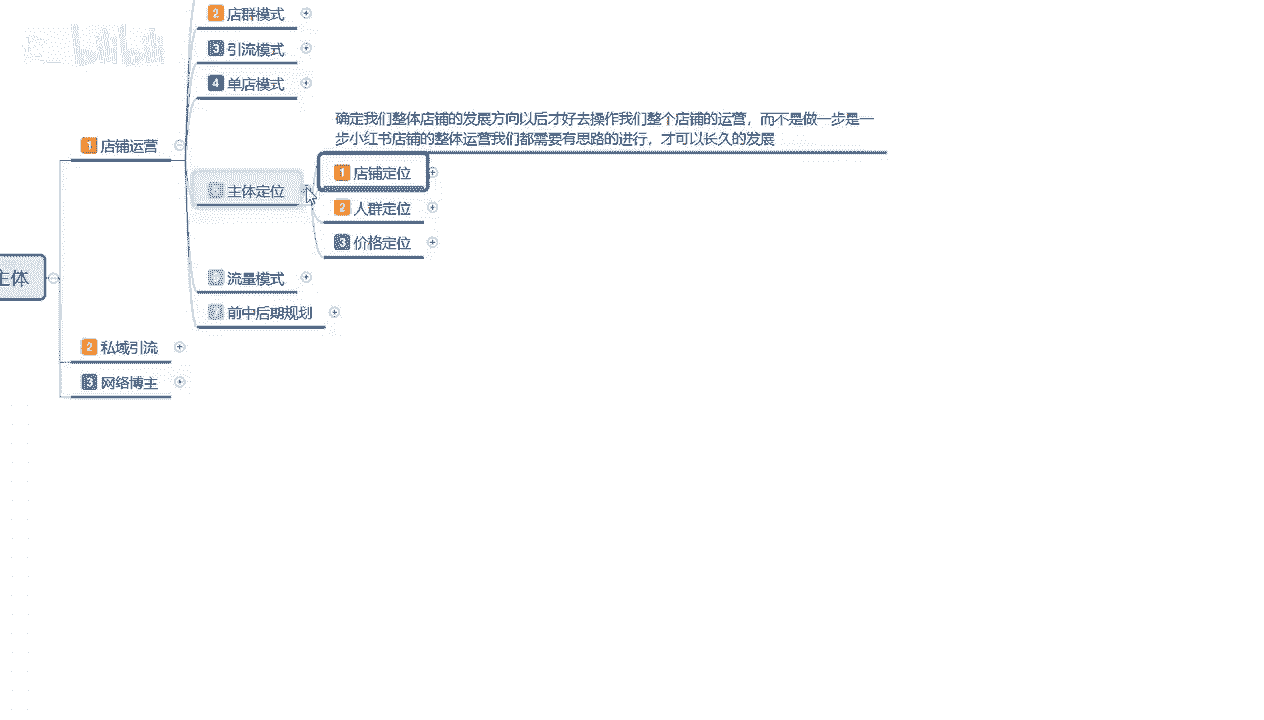 2 店群模式
3 引流模式
4 单店模式
确定我们整体店铺的发展方向以后才好去操作我们整个店铺的运营，而不是做一步是一
步小红书店铺的整体运营我们都需要有思路的进行，才可以长久的发展
1 店铺运营
1 店铺定位
主体定位
2 人群定位
3 价格定位
主体
流量模式
前中后期规划
2 私域引流
3 网络博主